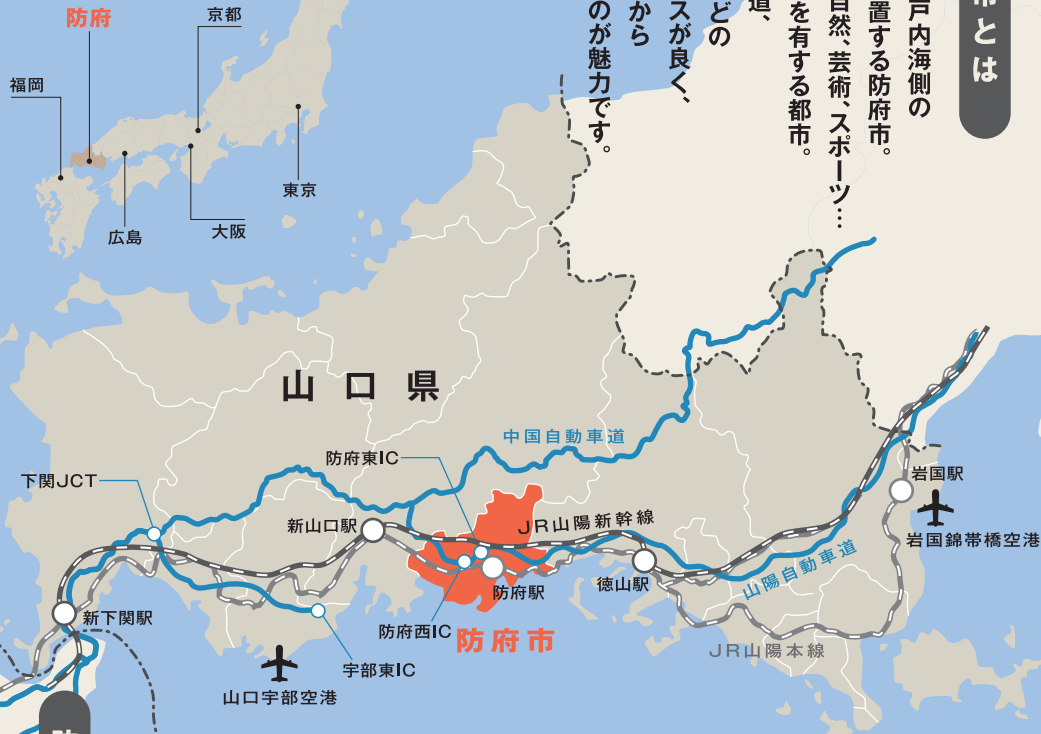 市とは
戸内海側の
置する防府市。
自然、芸術、スポーツ…
を有する都市。
道、
どの
スが良く、
から
のが魅力です。
防府
京都
福岡
東京
広島
大阪
山口県
中国自動車道
防府東IC
下関JCT
新山口駅
JR山陽新幹線
岩国駅
岩国錦帯橋空港
山陽自動車道
徳山駅
防府駅
新下関駅
防府西IC
防府市
宇部東IC
JR山陽本線
山口宇部空港